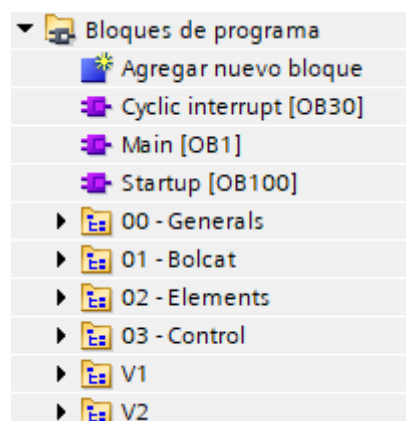 Bloques de programa
Agregar nuevo bloque
Cyclic interrupt [OB30]
Main [OB1]
Startup [OB100]
00 - Generals
01 - Bolcat
02 - Elements
03 - Control
V1
V2